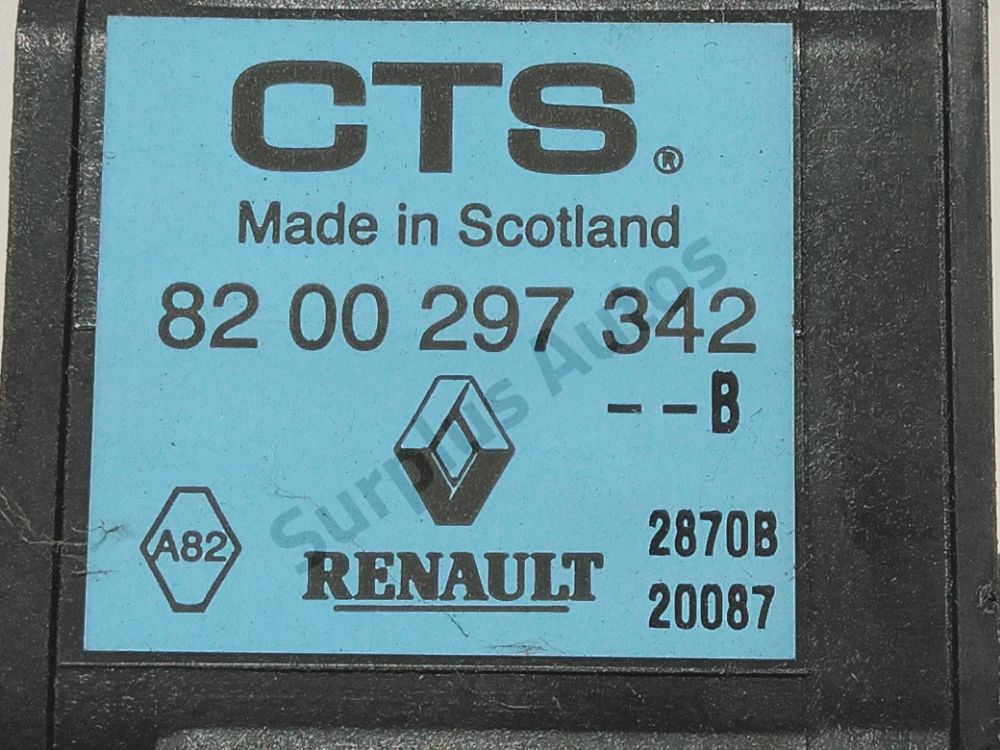 CTS®
Made in Scotland
82 00 297 342
--B
A82
RENAULT
2870B
20087
Surplus Autos